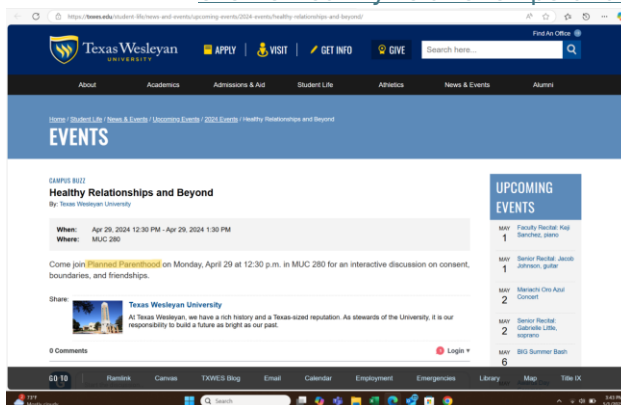 https://txwes.edu/student-life/news-and-events/upcoming-events/2024-events/healthy-relationships-and-beyond/
Find An Office
Texas Wesleyan
UNIVERSITY
APPLY
VISIT
GET INFO
GIVE
Search here...
About
Academics
Admissions & Aid
Student Life
Athletics
News & Events
Alumni
Home / Student Life / News & Events / Upcoming Events / 2024 Events / Healthy Relationships and Beyond
EVENTS
CAMPUS BUZZ
Healthy Relationships and Beyond
By: Texas Wesleyan University
When: Apr 29, 2024 12:30 PM - Apr 29, 2024 1:30 PM
Where: MUC 280
Come join Planned Parenthood on Monday, April 29 at 12:30 p.m. in MUC 280 for an interactive discussion on consent,
boundaries, and friendships.
Share:
Texas Wesleyan University
At Texas Wesleyan, we have a rich history and a Texas-sized reputation. As stewards of the University, it is our
responsibility to build a future as bright as our past.
0 Comments
Login
UPCOMING
EVENTS
MAY
1
Faculty Recital: Keji
Sanchez, piano
MAY
1
Senior Recital: Jacob
Johnson, guitar
MAY
2
Mariachi Oro Azul
Concert
MAY
2
Senior Recital:
Gabrielle Little,
soprano
MAY
6
BIG Summer Bash
GO TO
Ramlink
Canvas
TXWES Blog
Email
Calendar
Employment
Emergencies
Library
Map
Title IX
Search
3:43 PM